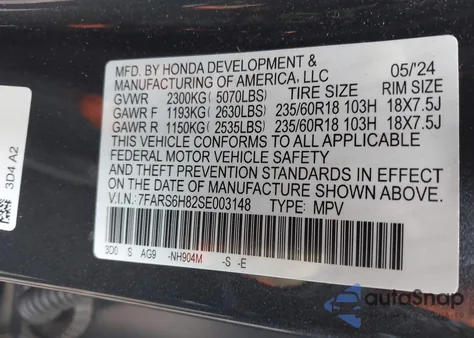 MFD. BY HONDA DEVELOPMENT &
MANUFACTURING OF AMERICA, LLC 05/'24
GVWR 2300KG ( 5070LBS) TIRE SIZE RIM SIZE
GAWR F 1193KG ( 2630LBS) 235/60R18 103H 18X7.5J
GAWR R 1150KG ( 2535LBS) 235/60R18 103H 18X7.5J
THIS VEHICLE CONFORMS TO ALL APPLICABLE
FEDERAL MOTOR VEHICLE SAFETY
AND THEFT PREVENTION STANDARDS IN EFFECT ON
THE DATE OF MANUFACTURE SHOWN ABOVE.
V.I.N.: 7FARS6H82SE003148 TYPE: MPV
3D0 S AG9 -NH904M -S -E
3D4 A2
autoSnap